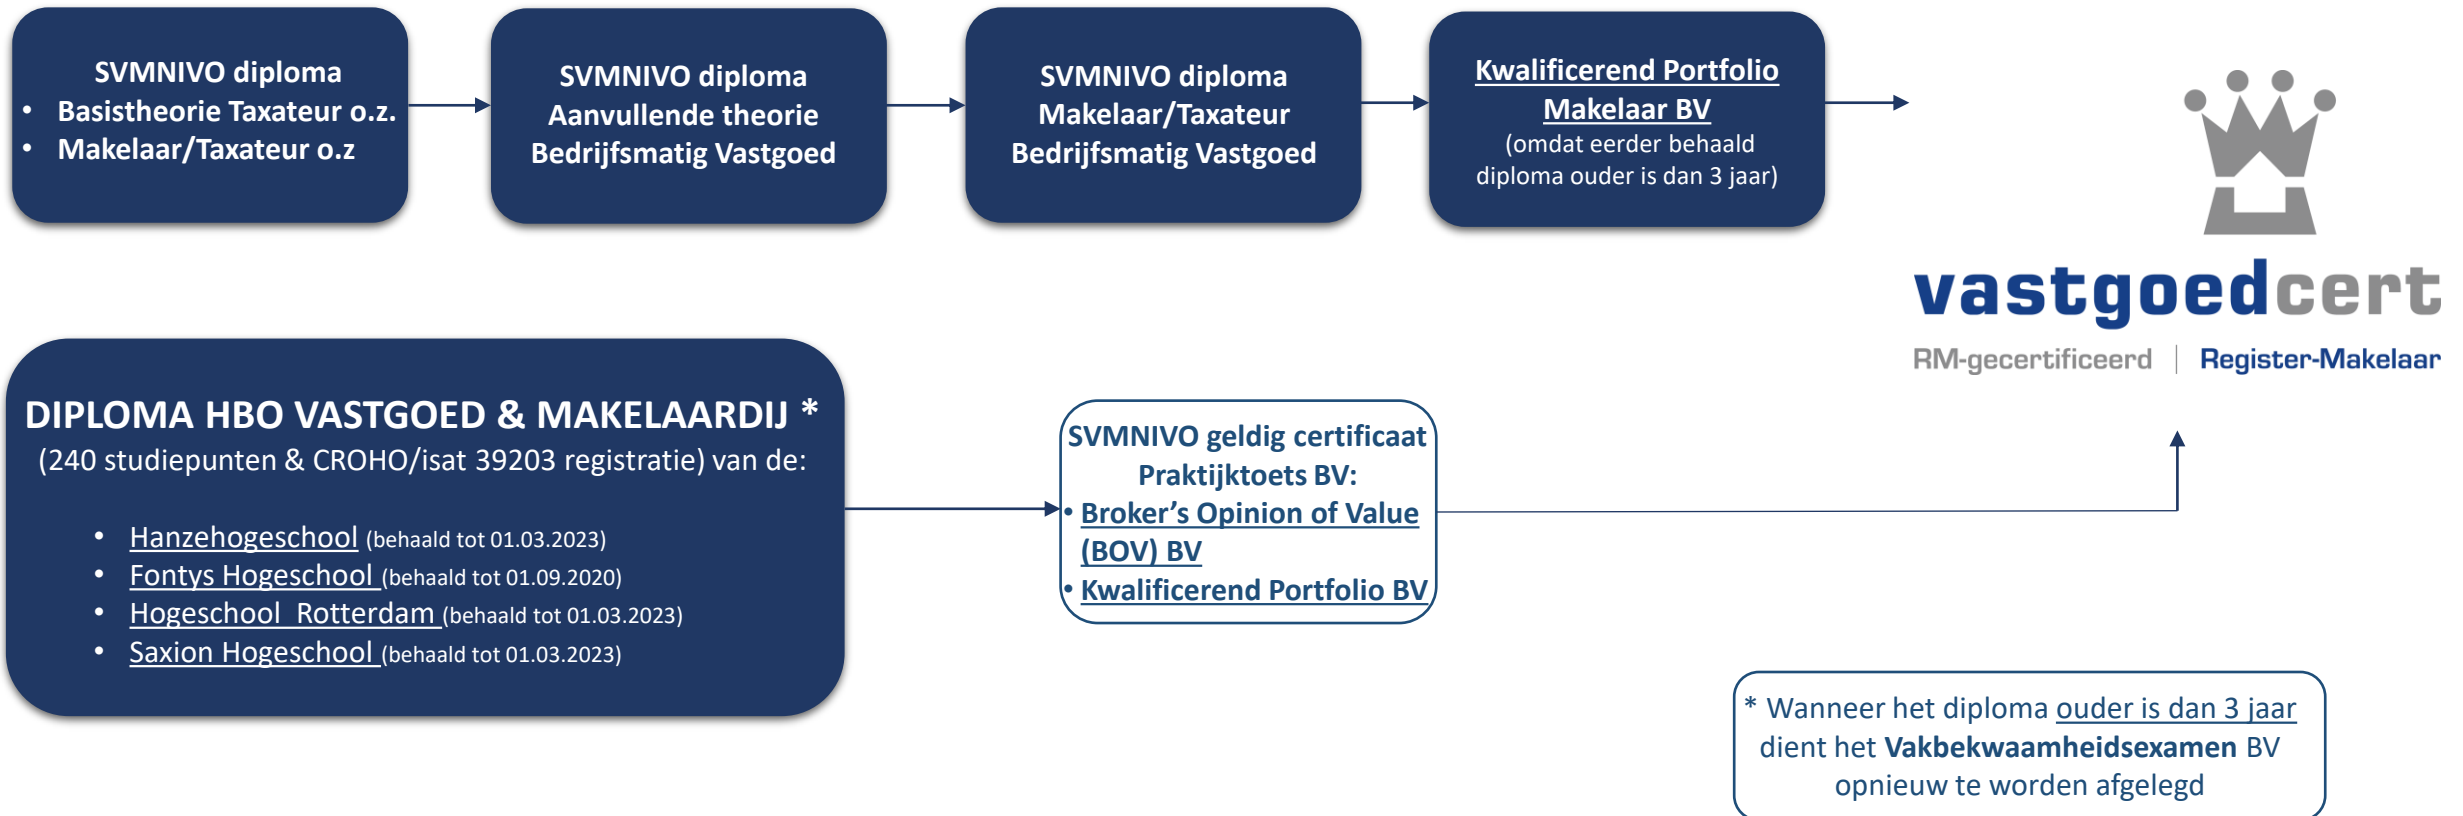 SVMNIVO diploma
• Basistheorie Taxateur o.z.
• Makelaar/Taxateur o.z
SVMNIVO diploma
Aanvullende theorie
Bedrijfsmatig Vastgoed
SVMNIVO diploma
Makelaar/Taxateur
Bedrijfsmatig Vastgoed
Kwalificerend Portfolio
Makelaar BV
(omdat eerder behaald
diploma ouder is dan 3 jaar)
vastgoedcert
RM-gecertificeerd | Register-Makelaar
DIPLOMA HBO VASTGOED & MAKELAARDIJ *
(240 studiepunten & CROHO/isat 39203 registratie) van de:
• Hanzehogeschool (behaald tot 01.03.2023)
• Fontys Hogeschool (behaald tot 01.09.2020)
• Hogeschool Rotterdam (behaald tot 01.03.2023)
• Saxion Hogeschool (behaald tot 01.03.2023)
SVMNIVO geldig certificaat
Praktijktoets BV:
• Broker's Opinion of Value
(BOV) BV
• Kwalificerend Portfolio BV
* Wanneer het diploma ouder is dan 3 jaar
dient het Vakbekwaamheidsexamen BV
opnieuw te worden afgelegd